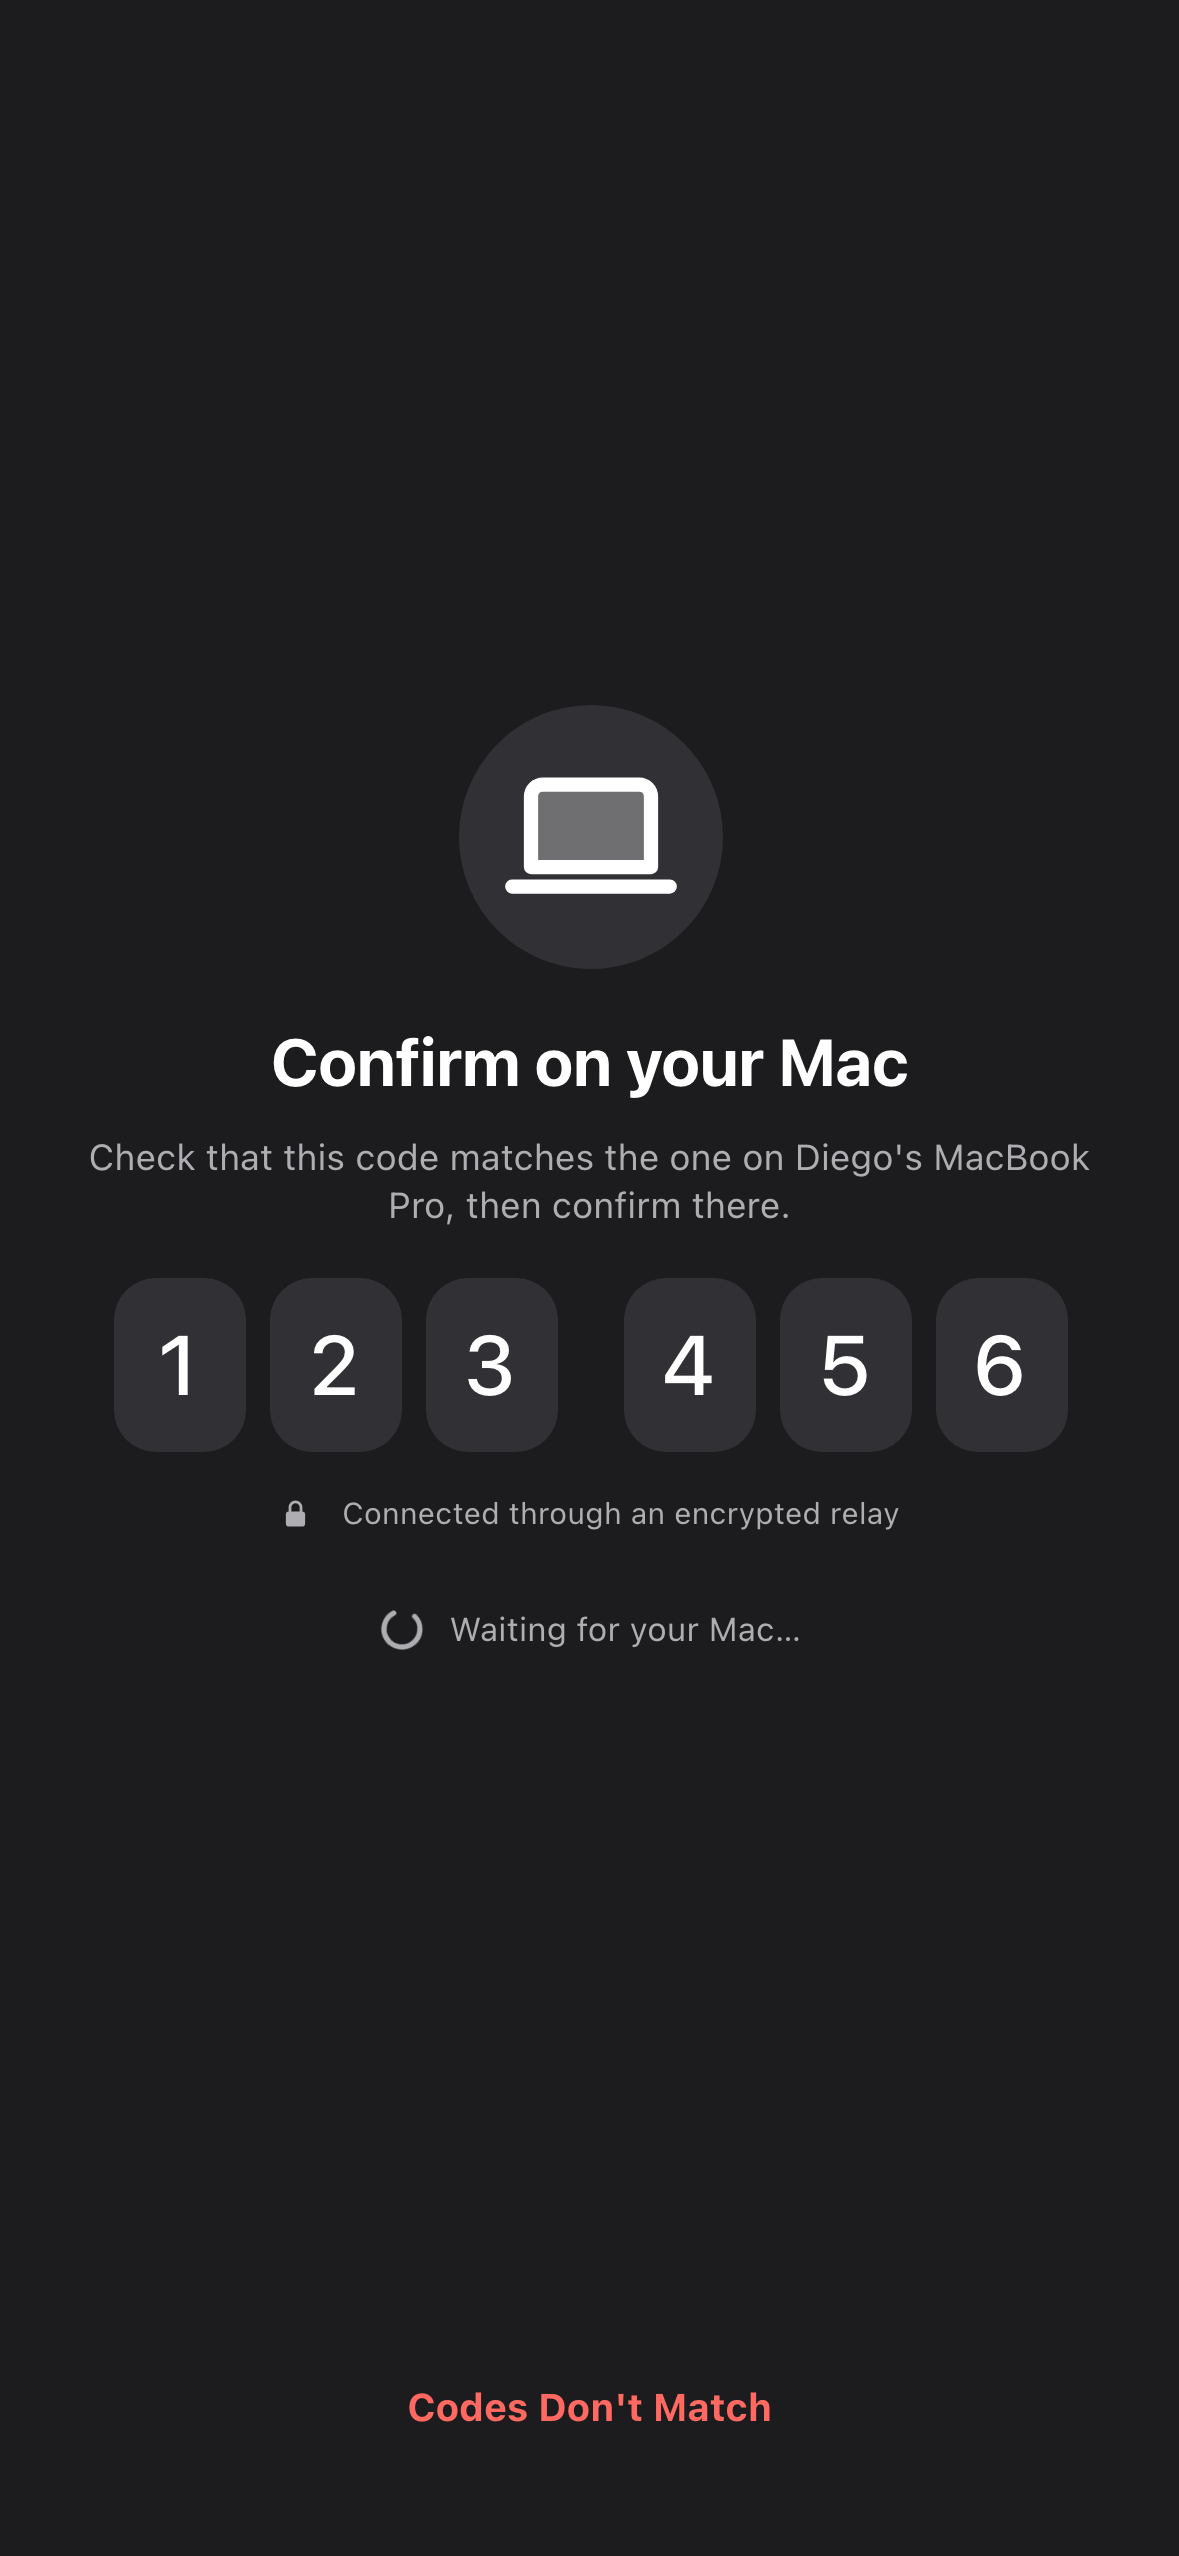 Confirm on your Mac
Check that this code matches the one on Diego's MacBook
Pro, then confirm there.
1 2 3 4 5 6
Connected through an encrypted relay
Waiting for your Mac...
Codes Don't Match